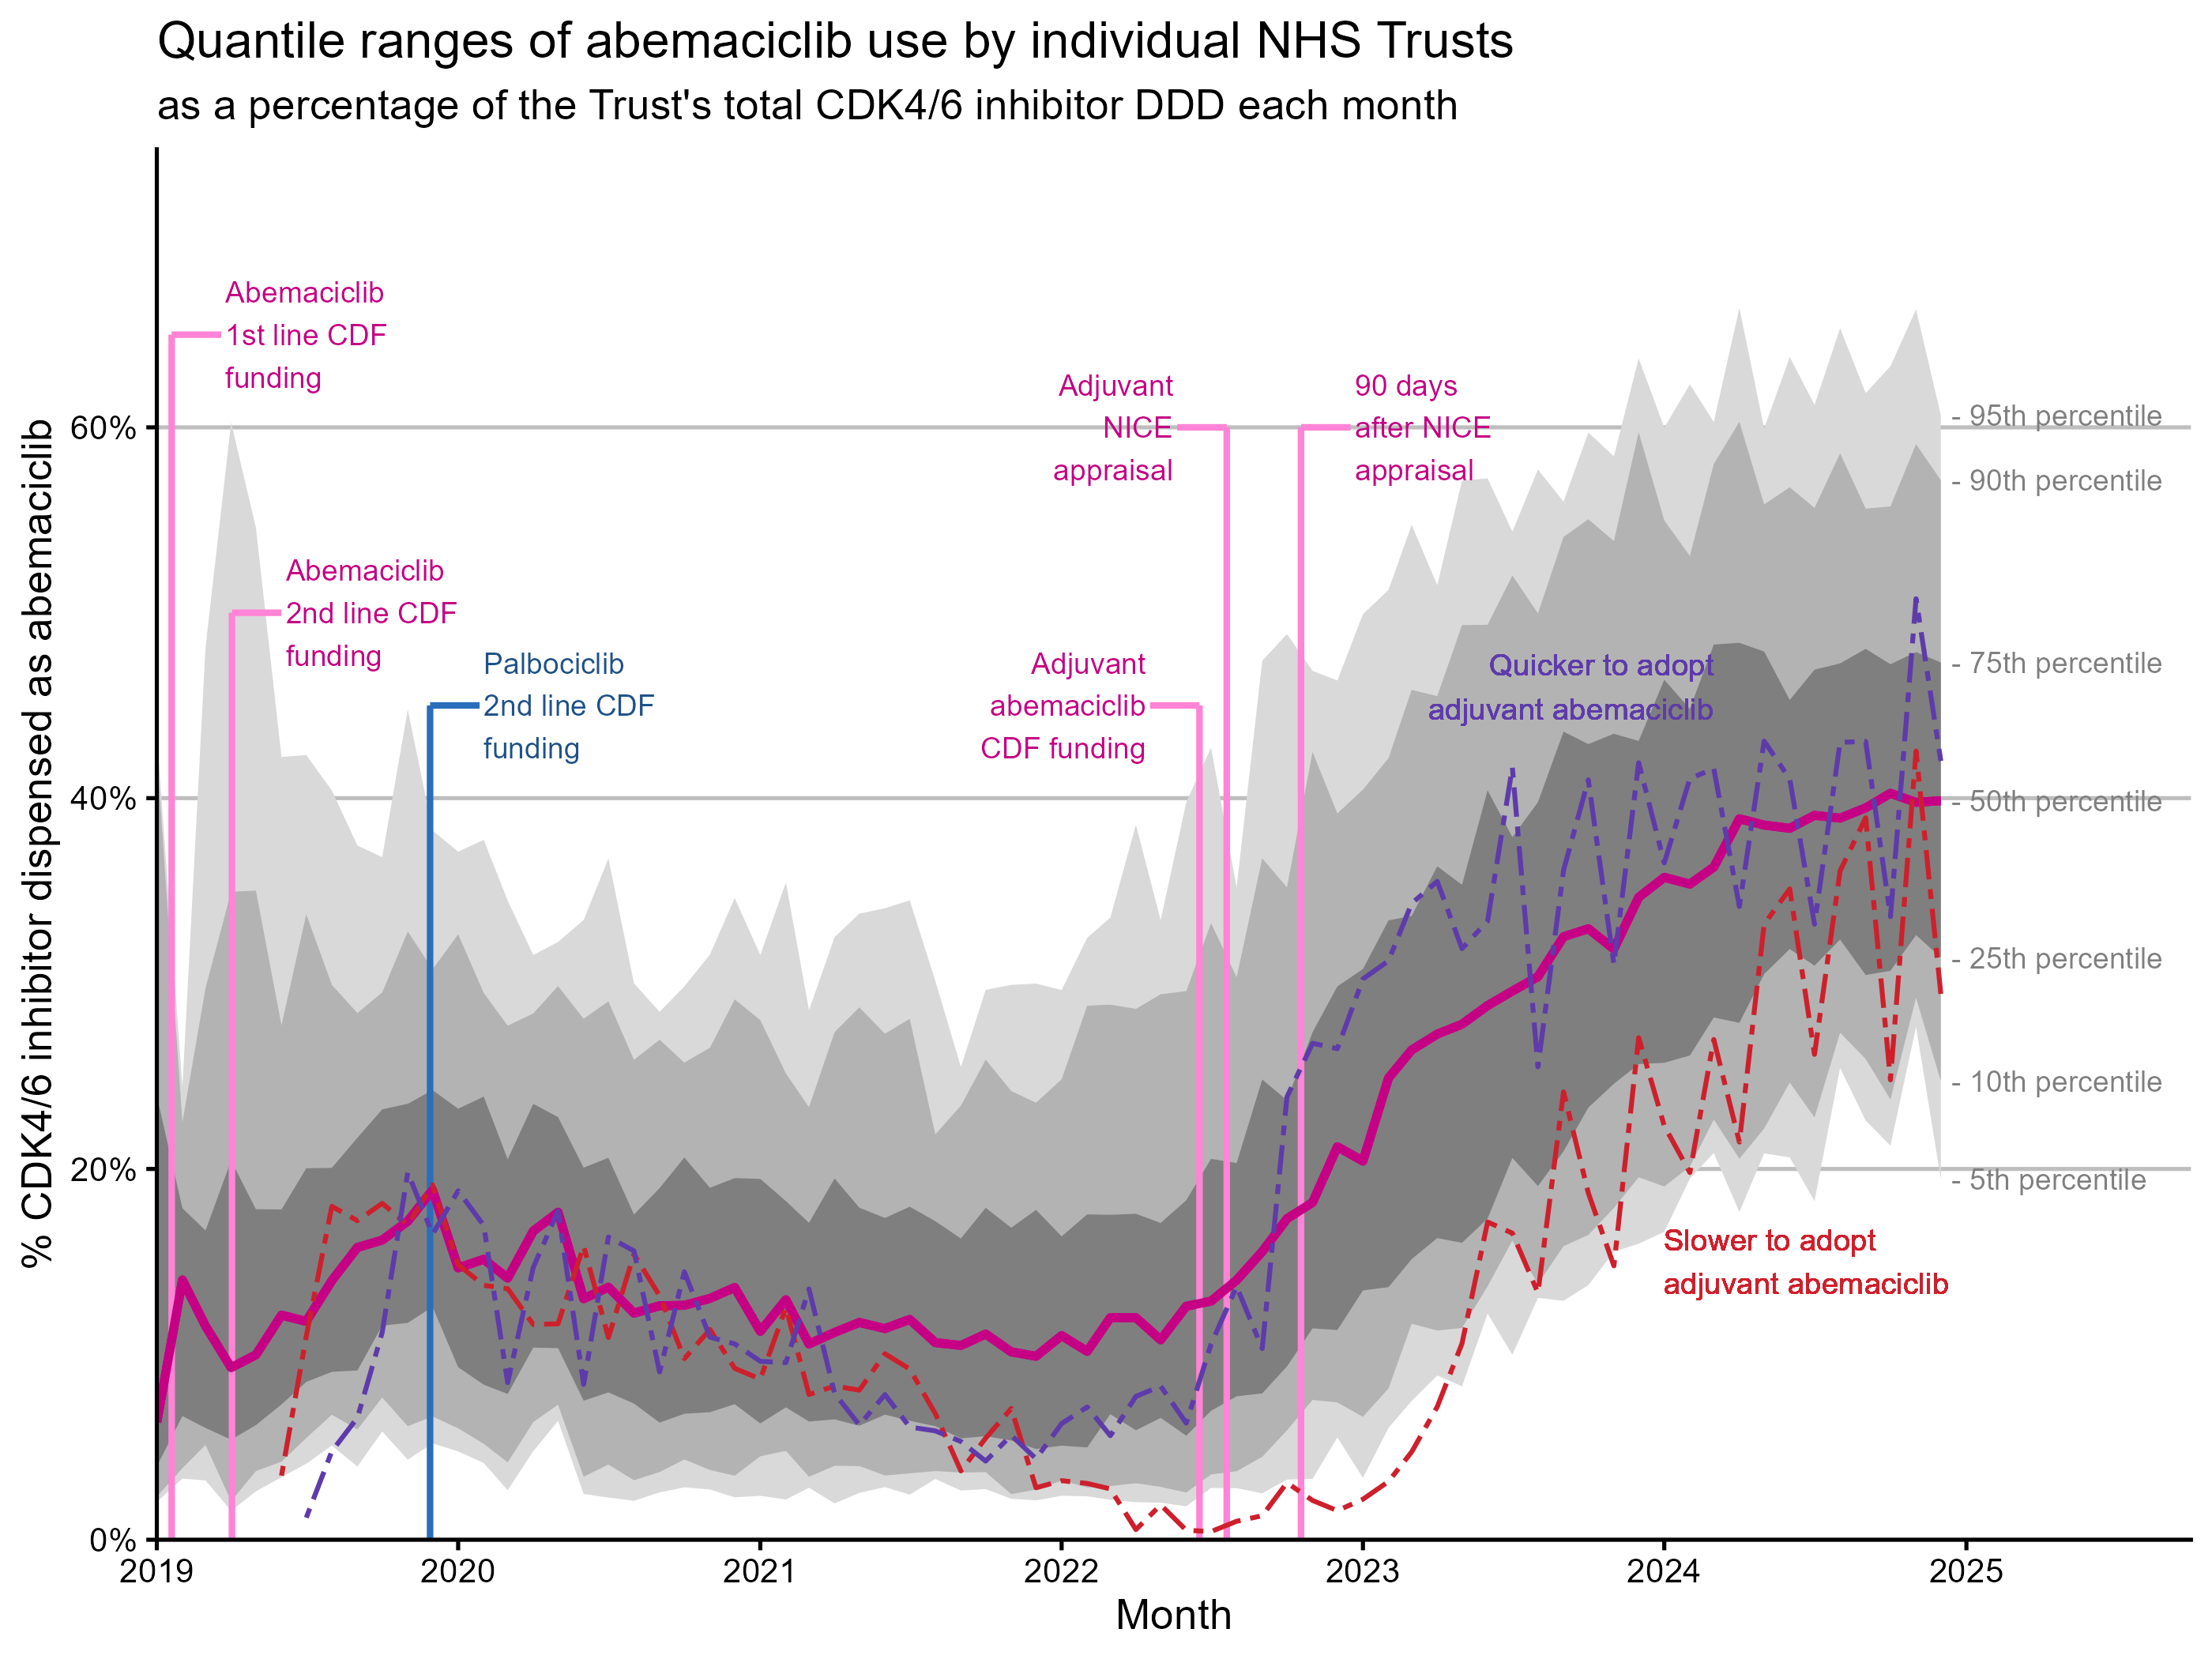 Quantile ranges of abemaciclib use by individual NHS Trusts
as a percentage of the Trust's total CDK4/6 inhibitor DDD each month
% CDK4/6 inhibitor dispensed as abemaciclib
60%
40%
20%
0%
Abemaciclib
1st line CDF
funding
Abemaciclib
2nd line CDF
funding
Palbociclib
2nd line CDF
funding
Adjuvant
NICE
appraisal
90 days
after NICE
appraisal
Adjuvant
abemaciclib
CDF funding
Quicker to adopt
adjuvant abemaciclib
Slower to adopt
adjuvant abemaciclib
- 95th percentile
- 90th percentile
- 75th percentile
- 50th percentile
- 25th percentile
- 10th percentile
- 5th percentile
2019
2020
2021
2022
2023
2024
2025
Month